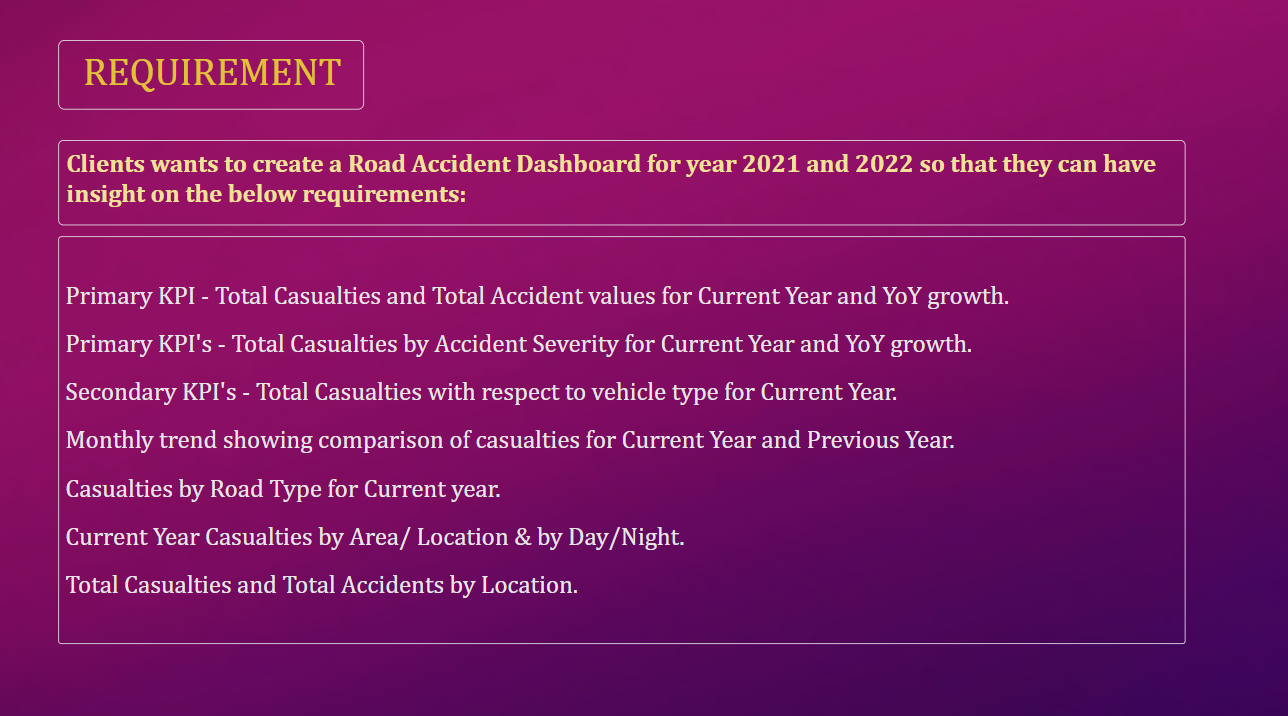 REQUIREMENT
Clients wants to create a Road Accident Dashboard for year 2021 and 2022 so that they can have
insight on the below requirements:
Primary KPI - Total Casualties and Total Accident values for Current Year and YoY growth.
Primary KPI's - Total Casualties by Accident Severity for Current Year and YoY growth.
Secondary KPI's - Total Casualties with respect to vehicle type for Current Year.
Monthly trend showing comparison of casualties for Current Year and Previous Year.
Casualties by Road Type for Current year.
Current Year Casualties by Area/ Location & by Day/Night.
Total Casualties and Total Accidents by Location.